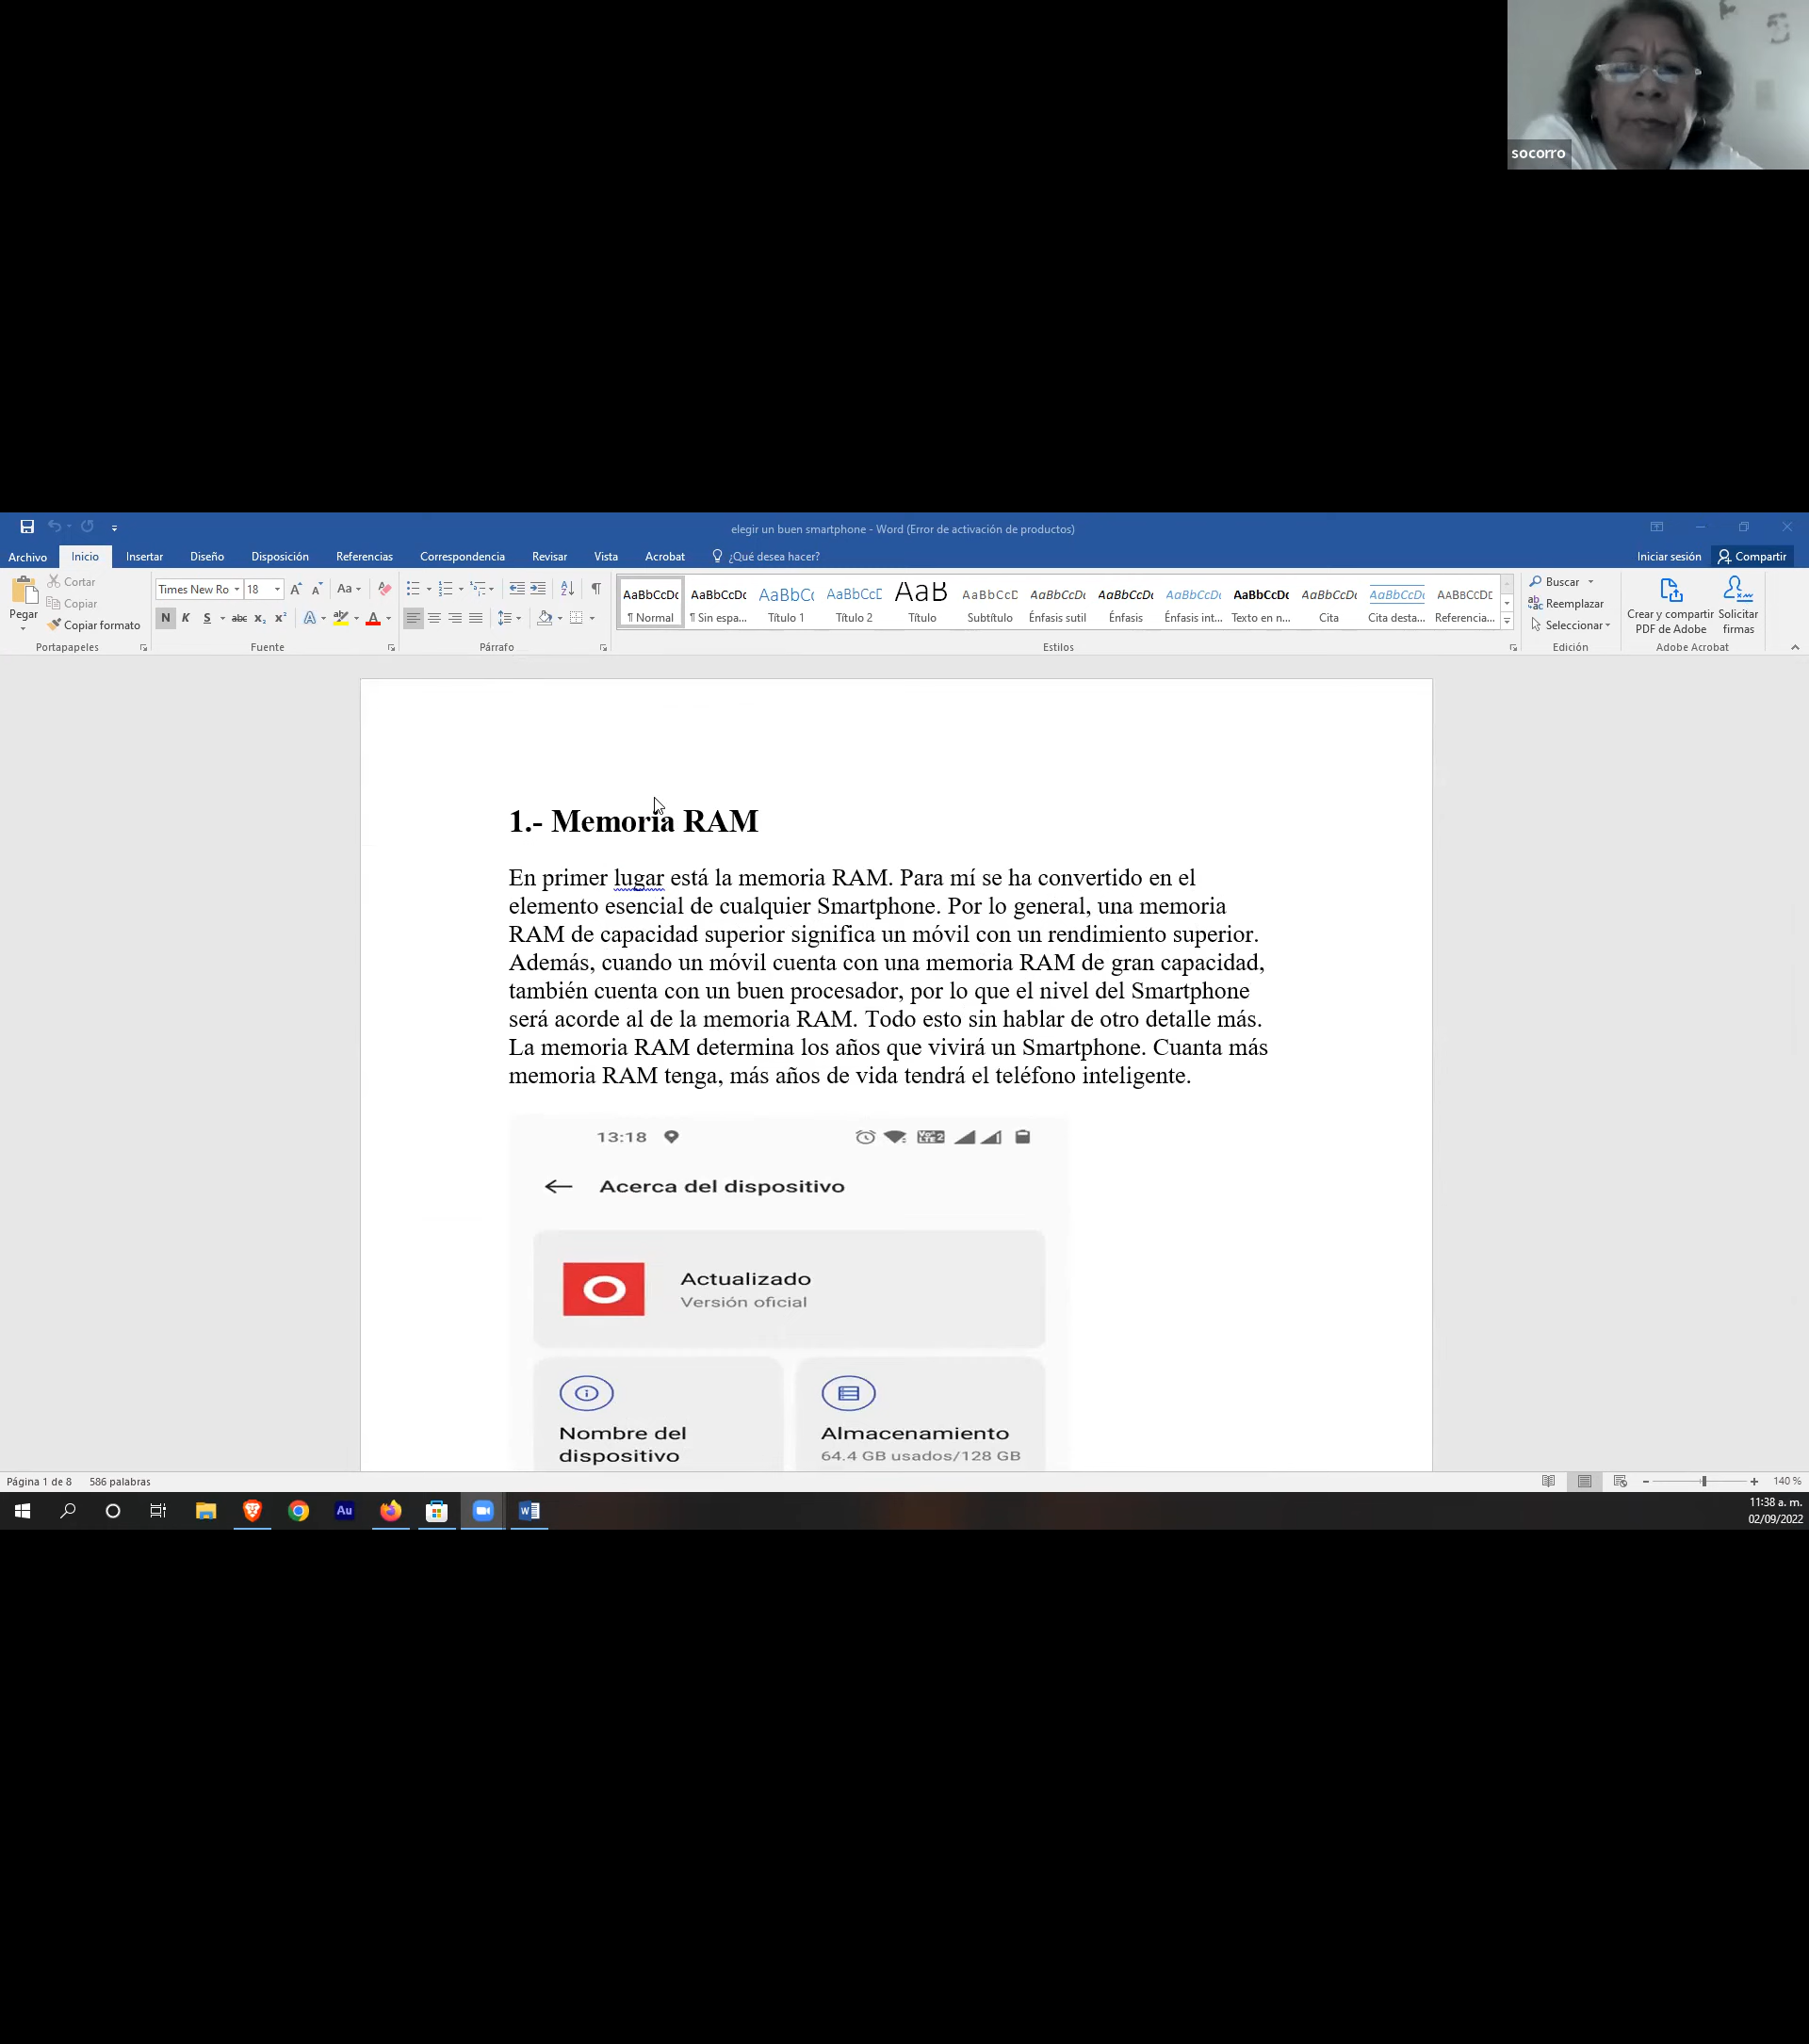 socorro
elegir un buen smartphone - Word (Error de activación de productos)
Archivo Inicio Insertar Diseño Disposición Referencias Correspondencia Revisar Vista Acrobat ¿Qué desea hacer? Iniciar sesión Compartir
Pegar
Cortar
Copiar
Copiar formato
Portapapeles
Times New Ro 18
Aa
N K S abc x₂ x² A A
Fuente
Párrafo
AaBbCcDc AaBbCcDc AaBbC( AaBbCcC AaB AaBbCcC AaBbCcDc AaBbCcDc AaBbCcDc AaBbCcDc AaBbCcDc AaBbCcDc AABBCCDE
¶ Normal ¶ Sin espa... Título 1 Título 2 Título Subtítulo Énfasis sutil Énfasis Énfasis int... Texto en n... Cita Cita desta... Referencia...
Estilos
Buscar
Reemplazar
Seleccionar
Edición
Crear y compartir PDF de Adobe
Solicitar firmas
Adobe Acrobat
1.- Memoria RAM
En primer lugar está la memoria RAM. Para mí se ha convertido en el
elemento esencial de cualquier Smartphone. Por lo general, una memoria
RAM de capacidad superior significa un móvil con un rendimiento superior.
Además, cuando un móvil cuenta con una memoria RAM de gran capacidad,
también cuenta con un buen procesador, por lo que el nivel del Smartphone
será acorde al de la memoria RAM. Todo esto sin hablar de otro detalle más.
La memoria RAM determina los años que vivirá un Smartphone. Cuanta más
memoria RAM tenga, más años de vida tendrá el teléfono inteligente.
13:18
Acerca del dispositivo
Actualizado
Versión oficial
Nombre del
dispositivo
Almacenamiento
64.4 GB usados/128 GB
Página 1 de 8 586 palabras
140 %
Au
11:38 a. m.
02/09/2022